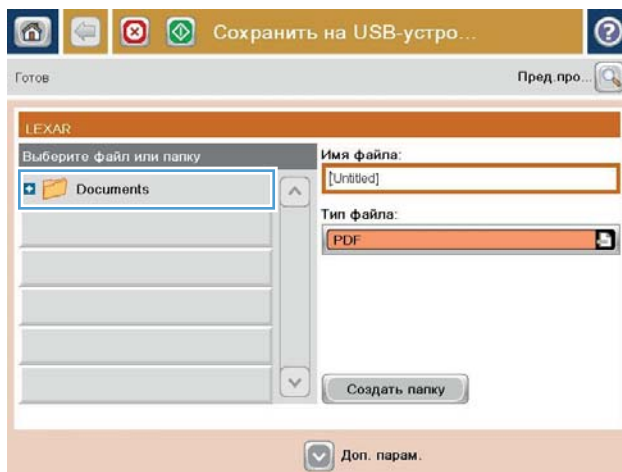 Сохранить на USB-устро...
Готов
Пред.про...
LEXAR
Выберите файл или папку
Documents
Имя файла:
[Untitled]
Тип файла:
PDF
Создать папку
Доп. парам.